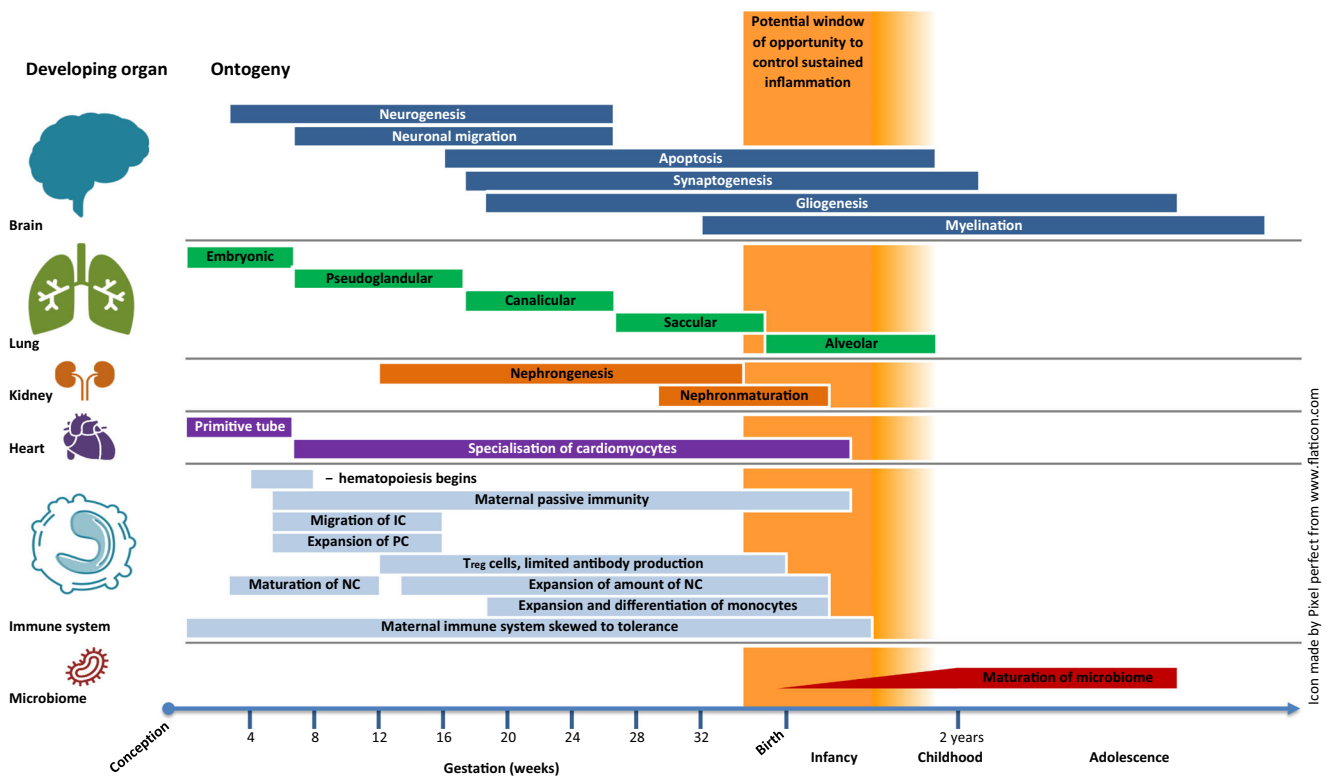 Potential window
of opportunity to
control sustained
inflammation
Developing organ
Ontogeny
Neurogenesis
Neuronal migration
Apoptosis
Synaptogenesis
Gliogenesis
Brain
Myelination
Embryonic
Pseudoglandular
Canalicular
Saccular
Lung
Alveolar
Nephrongenesis
Kidney
Nephronmaturation
Primitive tube
Heart
Specialisation of cardiomyocytes
– hematopoiesis begins
Maternal passive immunity
Migration of IC
Expansion of PC
Treg cells, limited antibody production
Maturation of NC
Expansion of amount of NC
Expansion and differentiation of monocytes
Immune system
Maternal immune system skewed to tolerance
Maturation of microbiome
Microbiome
Conception
4
8
12
16
20
24
28
32
Birth
2 years
Infancy
Childhood
Adolescence
Gestation (weeks)
Icon made by Pixel perfect from www.flaticon.com